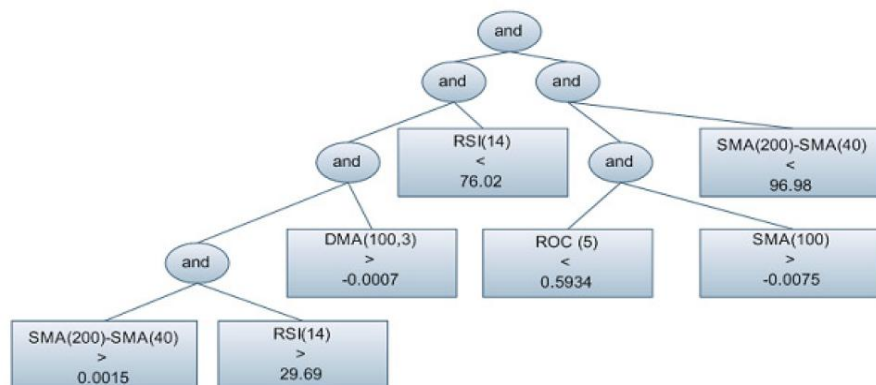 and
and
and
and
RSI(14)
<
76.02
and
SMA(200)-SMA(40)
<
96.98
and
DMA(100,3)
>
-0.0007
ROC (5)
<
0.5934
SMA(100)
>
-0.0075
SMA(200)-SMA(40)
>
0.0015
RSI(14)
>
29.69